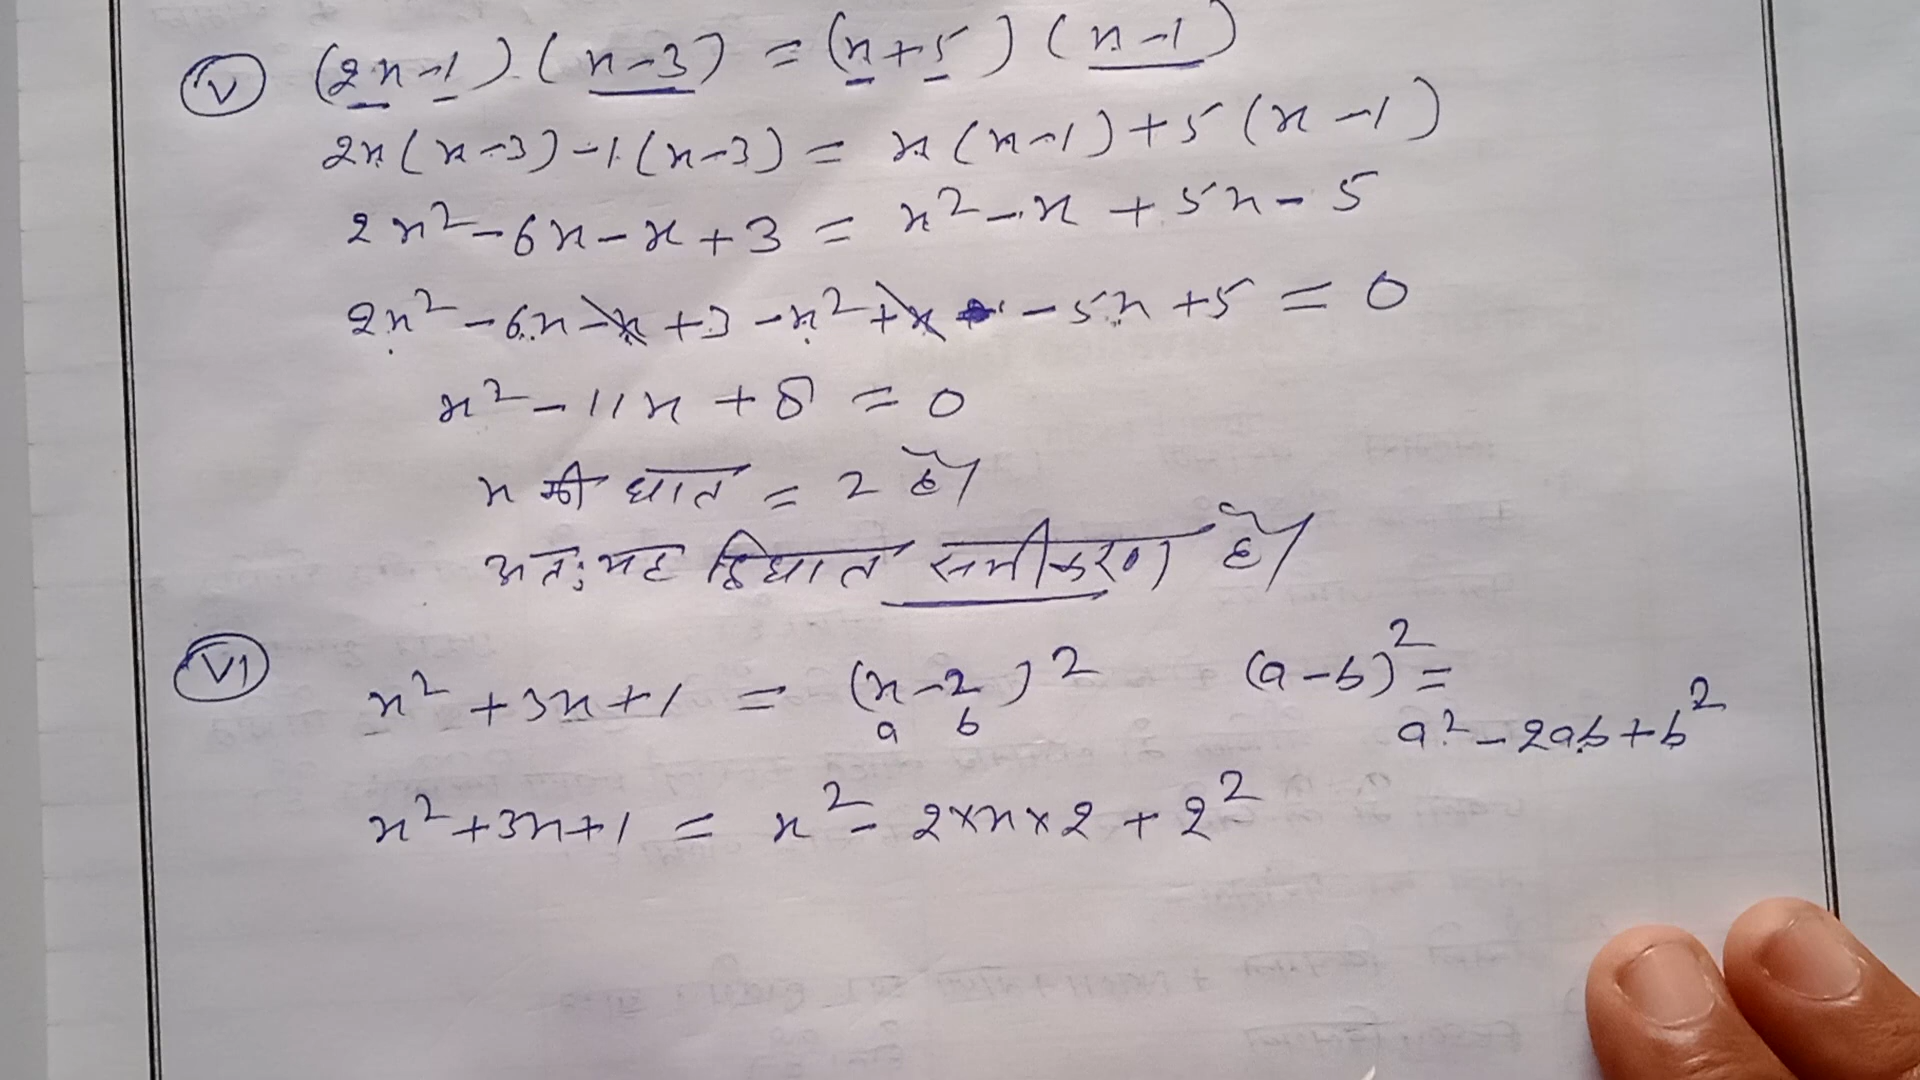 (v) (2x-1) (x-3) = (x+5) (x-1)
2x(x-3)-1(x-3) = x(x-1)+5(x-1)
2x²-6x-x+3 = x²-x+5x-5
2x²-6x-x+3-x²+x-5x+5=0
x²-11x+8=0
x की घात = 2 है।
अत: यह द्विघात समीकरण है।
(vi) x²+3x+1 = (x-2)² (a-b)²=
a b a²-2ab+b²
x²+3x+1 = x²-2×x×2+2²